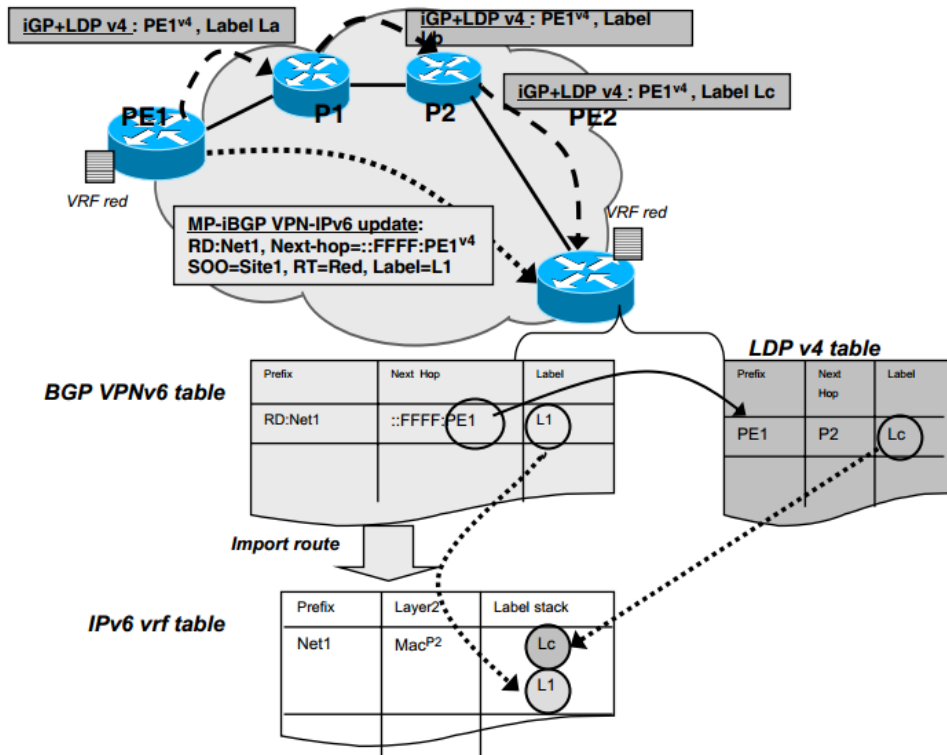 iGP+LDP v4 : PE1v4 , Label La
iGP+LDP v4 : PE1v4 , Label
Lb
iGP+LDP v4 : PE1v4 , Label Lc
PE1
P1
P2
PE2
VRF red
VRF red
MP-iBGP VPN-IPv6 update:
RD:Net1, Next-hop=::FFFF:PE1v4
SOO=Site1, RT=Red, Label=L1
LDP v4 table
BGP VPNv6 table
Prefix Next Hop Label
RD:Net1 ::FFFF:PE1 L1
Prefix Next Label
Hop
PE1 P2 Lc
Import route
IPv6 vrf table
Prefix Layer2 Label stack
Net1 MacP2 Lc
L1